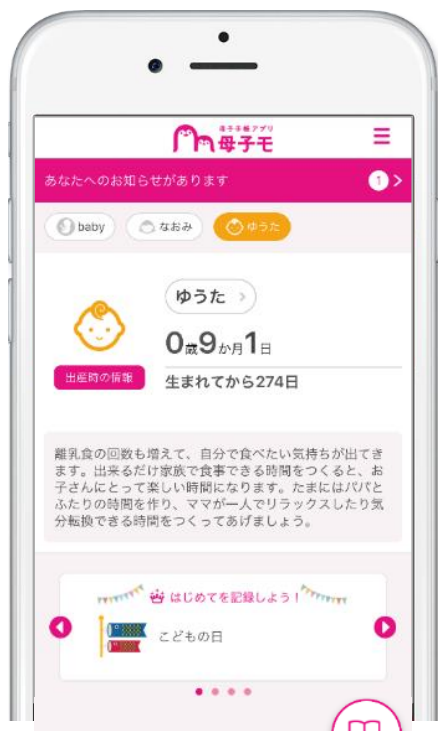 母子手帳アプリ
母子モ
あなたへのお知らせがあります 1
baby なおみ ゆうた
ゆうた
0歳9か月1日
出産時の情報
生まれてから274日
離乳食の回数も増えて、自分で食べたい気持ちが出てき
ます。出来るだけ家族で食事できる時間をつくると、お
子さんにとって楽しい時間になります。たまにはパパと
ふたりの時間を作り、ママが一人でリラックスしたり気
分転換できる時間をつくってあげましょう。
はじめてを記録しよう!
こどもの日